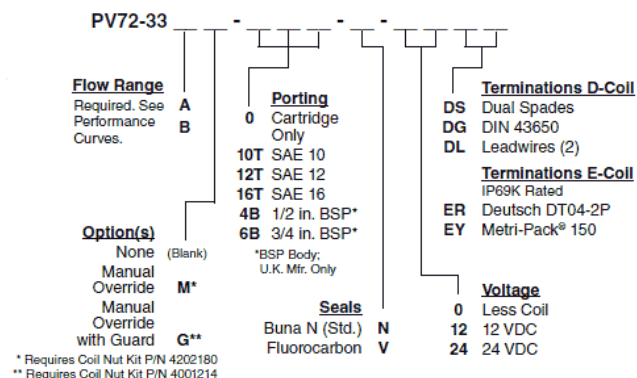 PV72-33 _ _ - _ _ _ - _ - _ _ _ _
Flow Range
Required. See
Performance
Curves.
A
B
Option(s)
None (Blank)
Manual
Override M*
Manual
Override
with Guard G**
* Requires Coil Nut Kit P/N 4202180
** Requires Coil Nut Kit P/N 4001214
Porting
0 Cartridge
Only
10T SAE 10
12T SAE 12
16T SAE 16
4B 1/2 in. BSP*
6B 3/4 in. BSP*
*BSP Body;
U.K. Mfr. Only
Seals
Buna N (Std.) N
Fluorocarbon V
Terminations D-Coil
DS Dual Spades
DG DIN 43650
DL Leadwires (2)
Terminations E-Coil
IP69K Rated
ER Deutsch DT04-2P
EY Metri-Pack® 150
Voltage
0 Less Coil
12 12 VDC
24 24 VDC